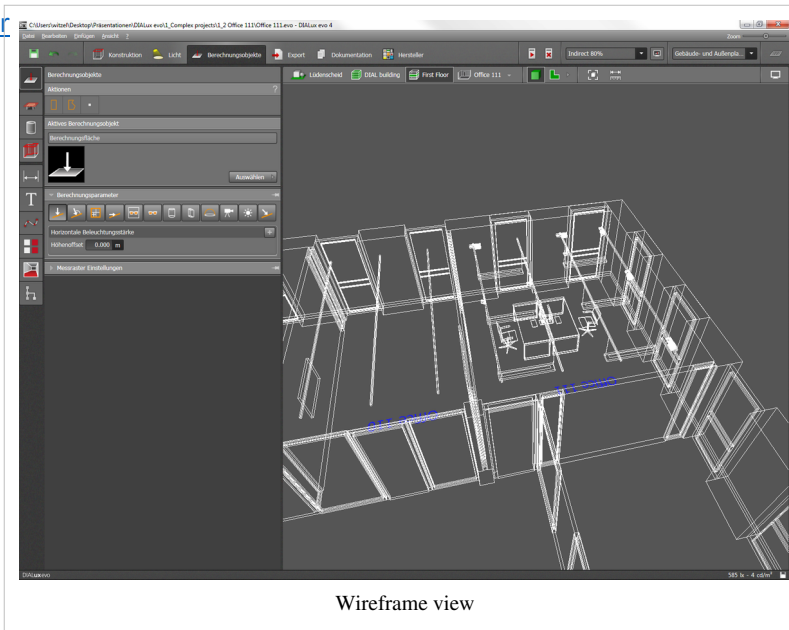 r
C:\Users\witzel\Desktop\Präsentationen\DIALux evo\1_Complex projects\1_2 Office 111\Office 111.evo - DIALux evo 4
Datei Bearbeiten Einfügen Ansicht ?
Zoom
Konstruktion Licht Berechnungsobjekte Export Dokumentation Hersteller Indirect 80% Gebäude- und Außenpla...
Berechnungsobjekte
Lüdenscheid DIAL building First Floor Office 111
Aktionen ?
Aktives Berechnungsobjekt
Berechnungsfläche
Auswählen
Berechnungsparameter
Horizontale Beleuchtungsstärke
Höhenoffset 0.000 m
Messraster Einstellungen
T
DIALux evo
585 lx - 4 cd/m²
Wireframe view